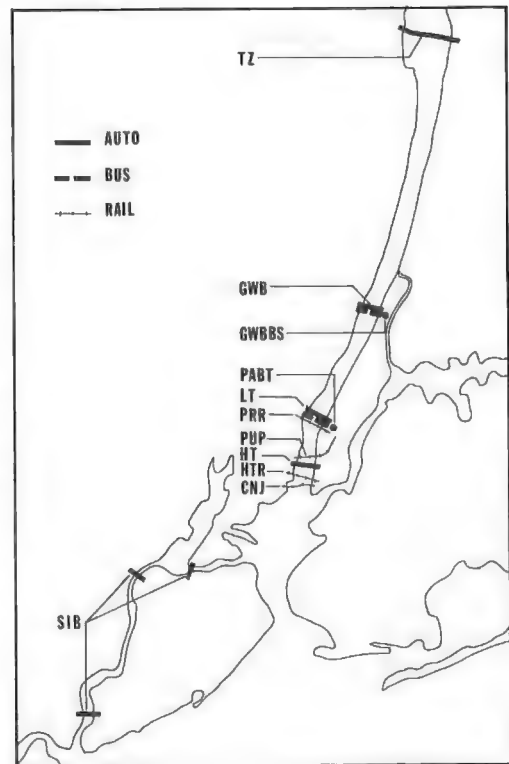 TZ
AUTO
BUS
RAIL
GWB
GWBBS
PABT
LT
PRR
PUP
HT
HTR
CNJ
SIB